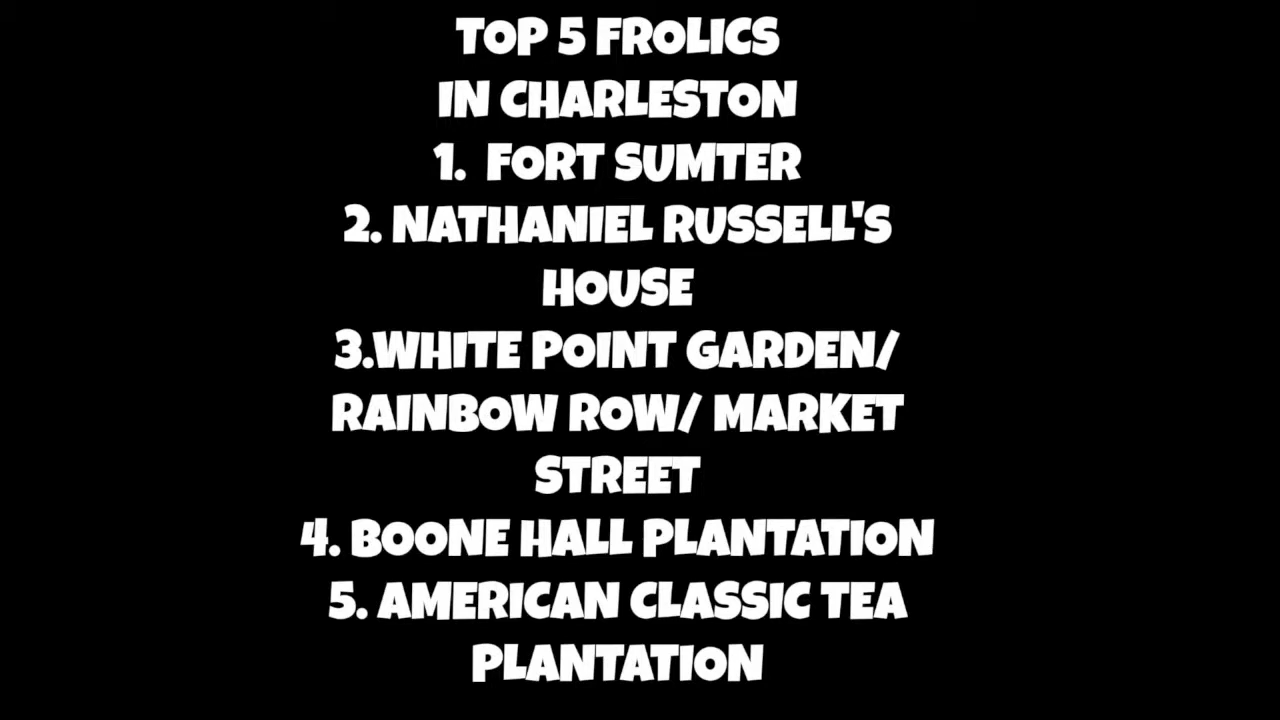 TOP 5 FROLICS
IN CHARLESTON
1. FORT SUMTER
2. NATHANIEL RUSSELL'S
HOUSE
3.WHITE POINT GARDEN/
RAINBOW ROW/ MARKET
STREET
4. BOONE HALL PLANTATION
5. AMERICAN CLASSIC TEA
PLANTATION